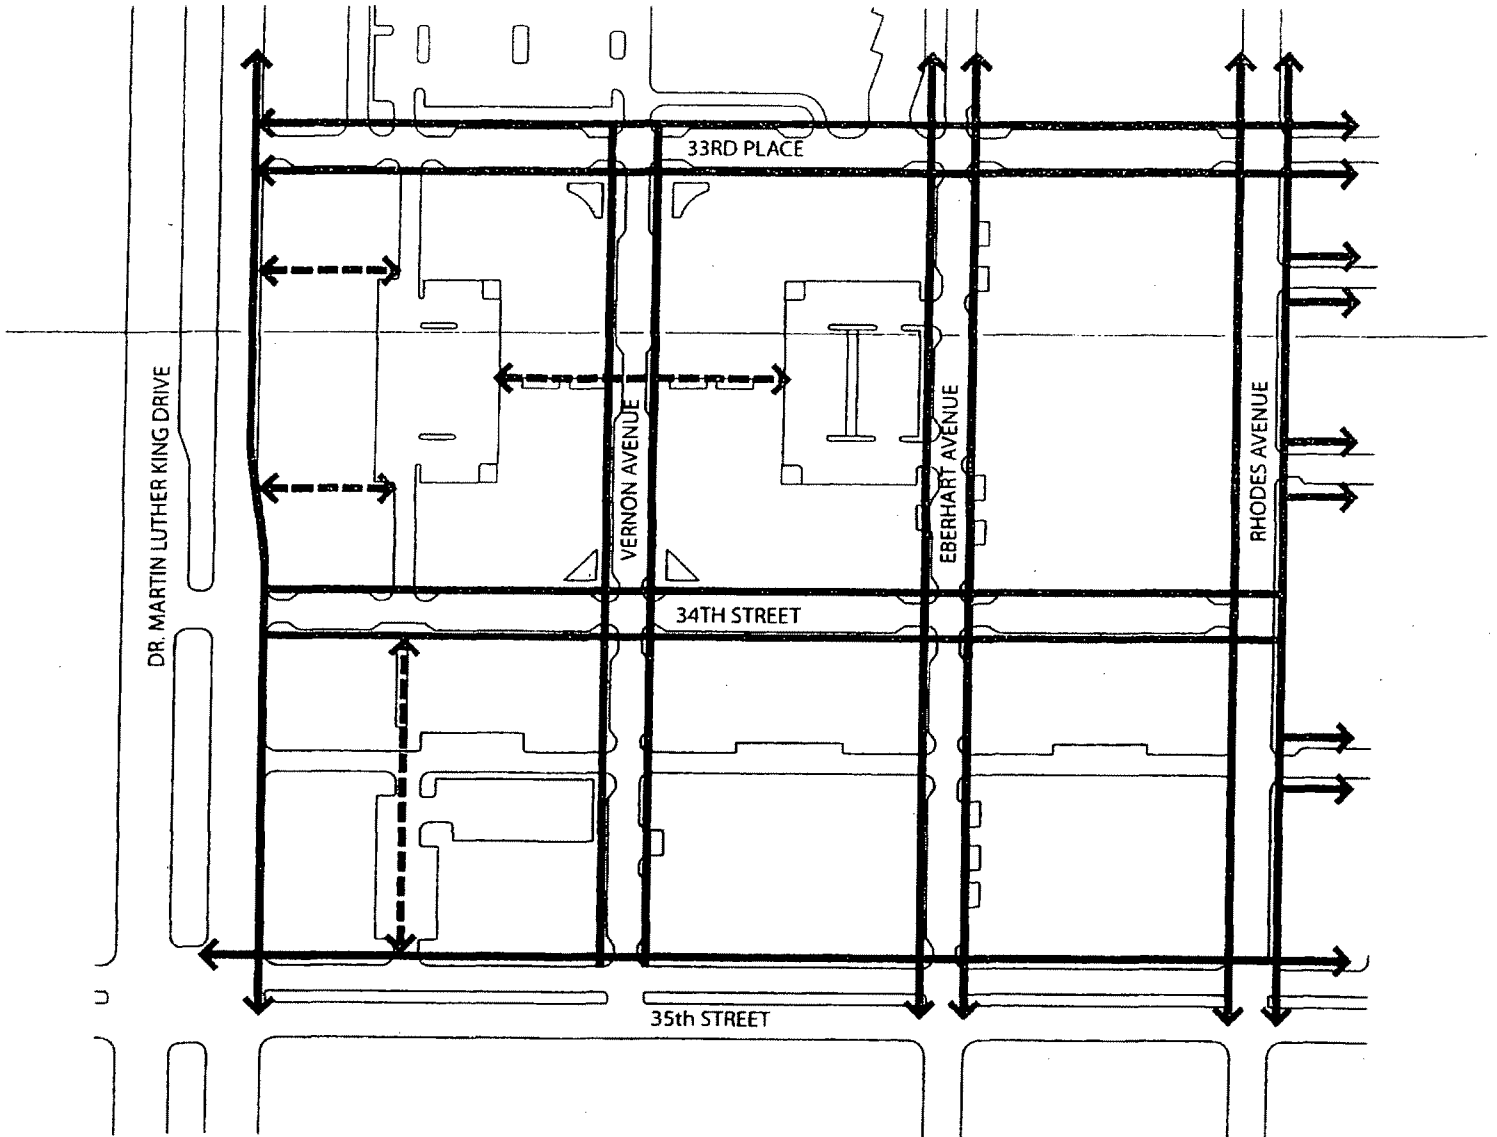 33RD PLACE
DR. MARTIN LUTHER KING DRIVE
VERNON AVENUE
EBERHART AVENUE
RHODES AVENUE
34TH STREET
35th STREET